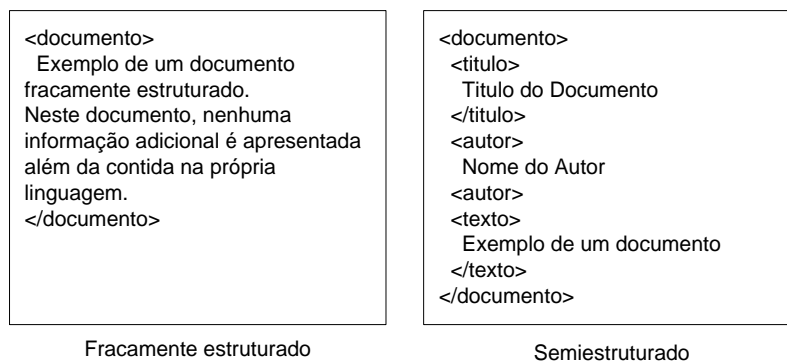 <documento>
Exemplo de um documento
fracamente estruturado.
Neste documento, nenhuma
informação adicional é apresentada
além da contida na própria
linguagem.
</documento>
Fracamente estruturado
<documento>
<titulo>
Titulo do Documento
</titulo>
<autor>
Nome do Autor
<autor>
<texto>
Exemplo de um documento
</texto>
</documento>
Semiestruturado